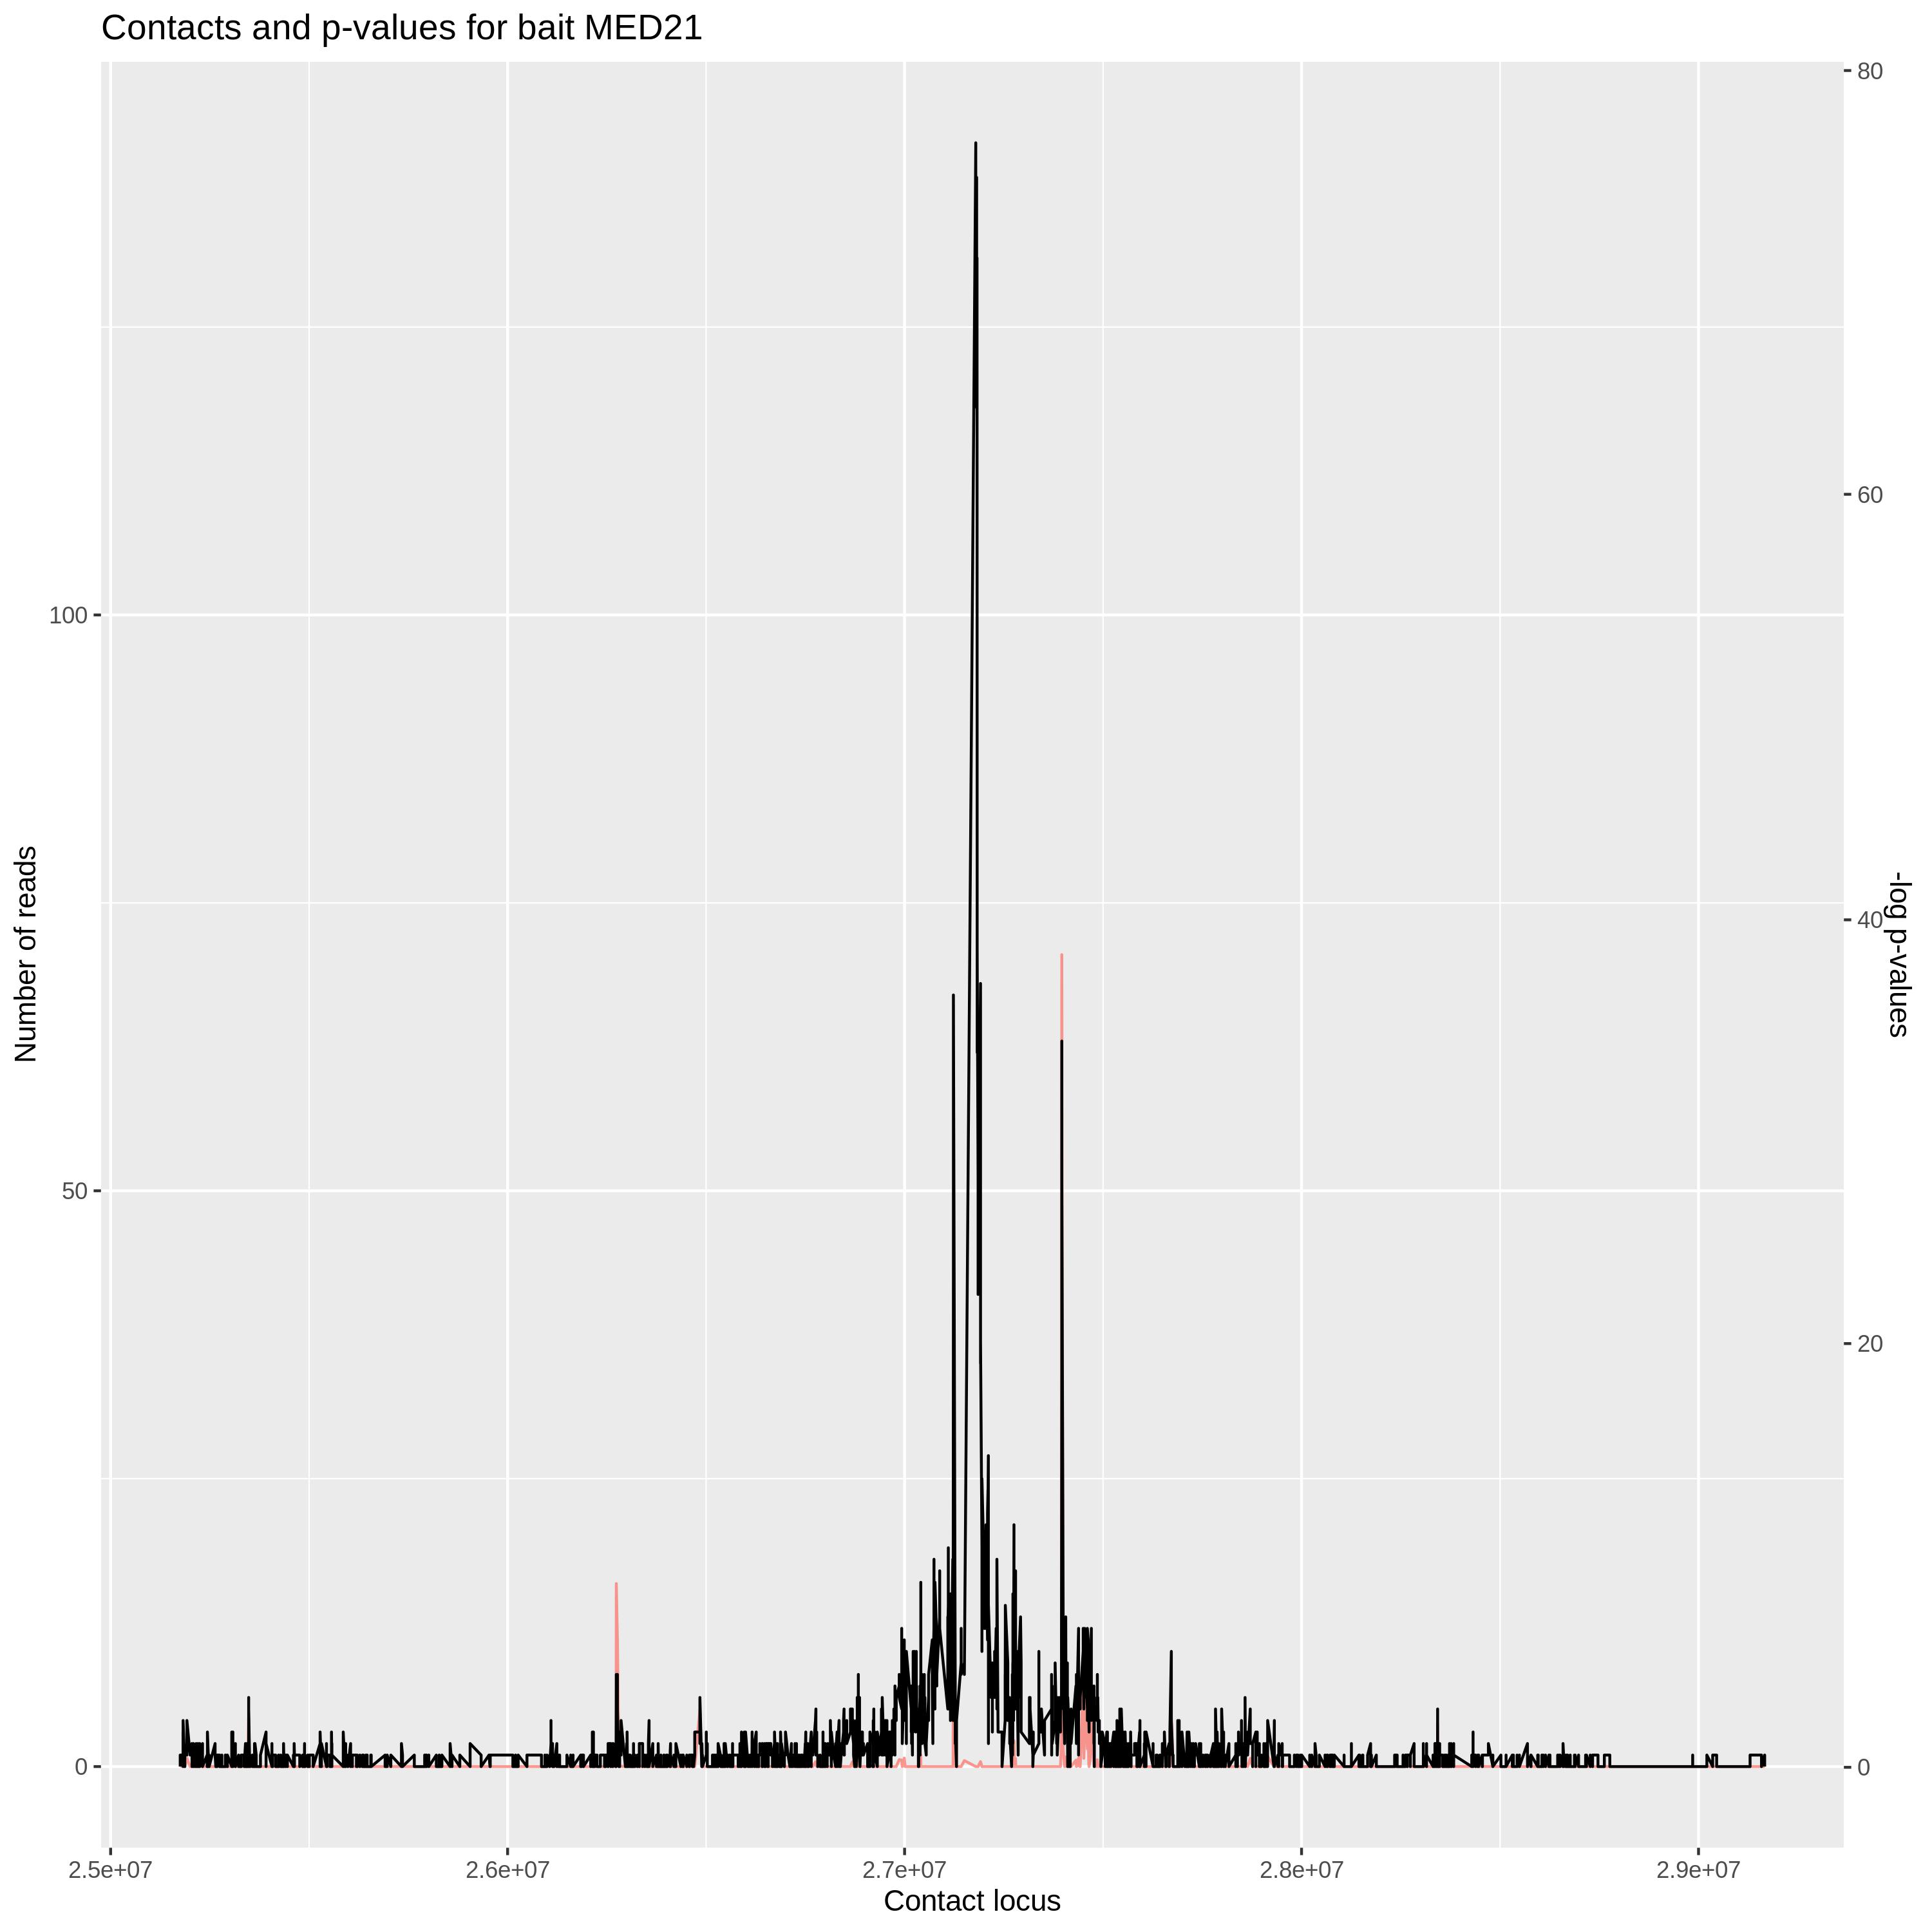 Contacts and p-values for bait MED21
80
60
100
40
Number of reads
-log p-values
50
20
0
0
2.5e+07
2.6e+07
2.7e+07
2.8e+07
2.9e+07
Contact locus